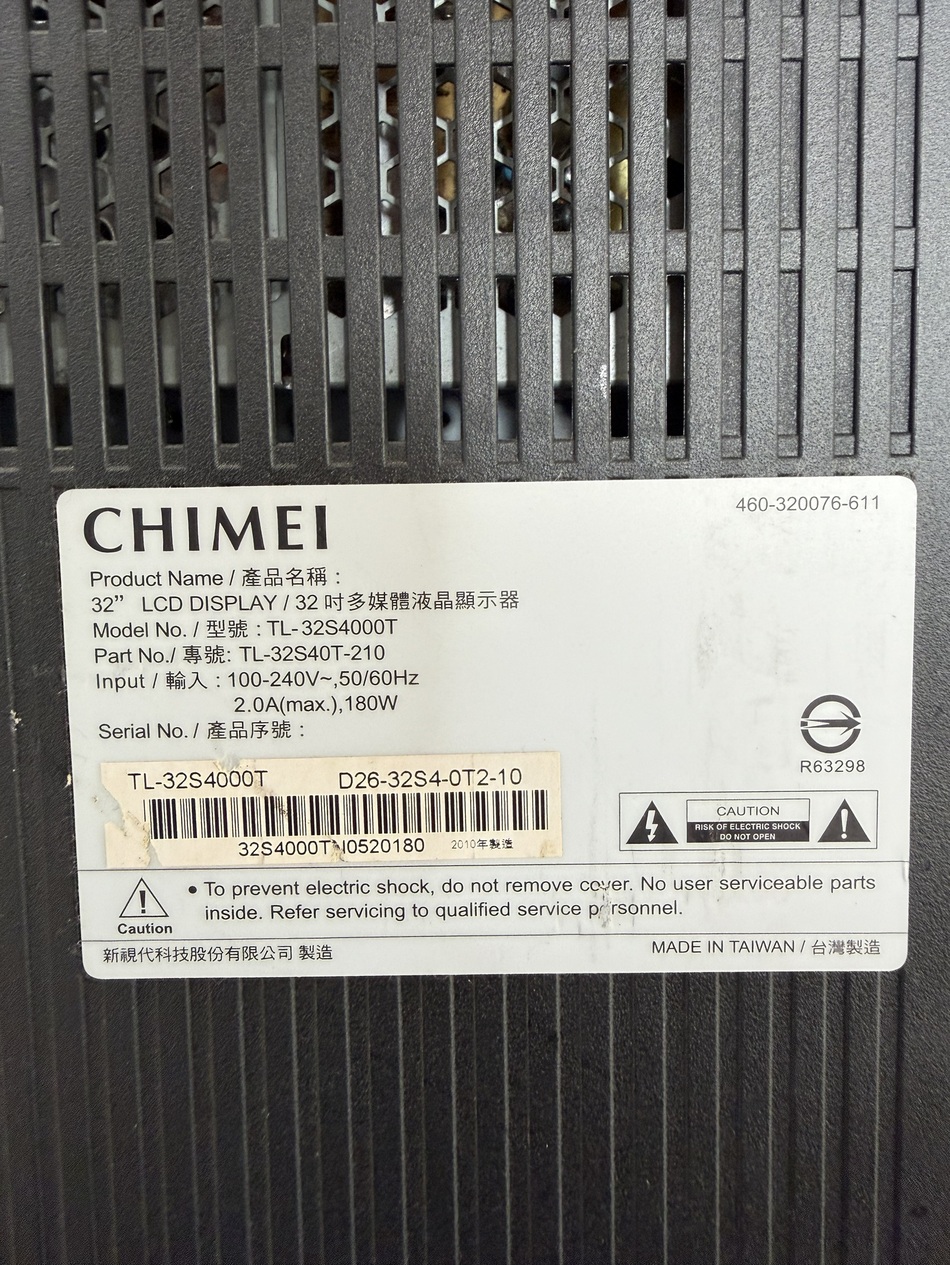 CHIMEI
460-320076-611
Product Name / 產品名稱 :
32” LCD DISPLAY / 32 吋多媒體液晶顯示器
Model No. / 型號 : TL-32S4000T
Part No./ 專號: TL-32S40T-210
Input / 輸入 : 100-240V~,50/60Hz
2.0A(max.),180W
Serial No. / 產品序號 :
R63298
TL-32S4000T D26-32S4-0T2-10
32S4000TN0520180 2010年製造
CAUTION
RISK OF ELECTRIC SHOCK
DO NOT OPEN
Caution
• To prevent electric shock, do not remove cover. No user serviceable parts
inside. Refer servicing to qualified service personnel.
新視代科技股份有限公司 製造
MADE IN TAIWAN / 台灣製造